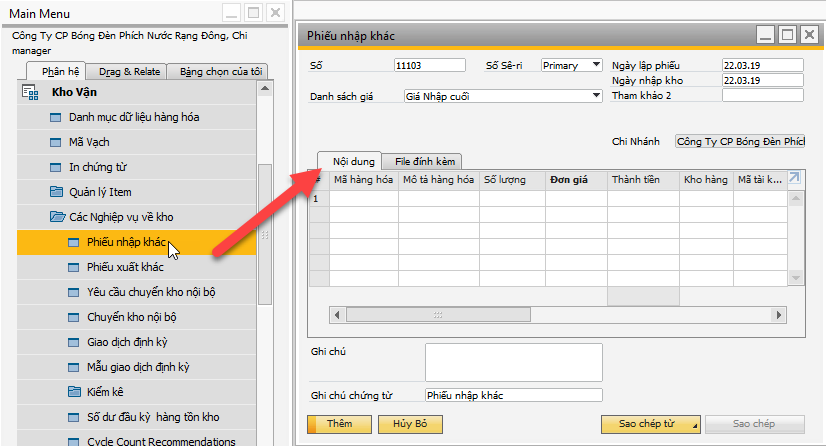 Main Menu
Công Ty CP Bóng Đèn Phích Nước Rạng Đông, Chi
manager
Phân hệ
Drag & Relate
Bảng chọn của tôi
Kho Vận
Danh mục dữ liệu hàng hóa
Mã Vạch
In chứng từ
Quản lý Item
Các Nghiệp vụ về kho
Phiếu nhập khác
Phiếu xuất khác
Yêu cầu chuyển kho nội bộ
Chuyển kho nội bộ
Giao dịch định kỳ
Mẫu giao dịch định kỳ
Kiểm kê
Số dư đầu kỳ hàng tồn kho
Cycle Count Recommendations
Phiếu nhập khác
Số 11103 Số Sê-ri Primary Ngày lập phiếu 22.03.19
Ngày nhập kho 22.03.19
Danh sách giá Giá Nhập cuối Tham khảo 2
Chi Nhánh Công Ty CP Bóng Đèn Phích
Nội dung File đính kèm
# Mã hàng hóa Mô tả hàng hóa Số lượng Đơn giá Thành tiền Kho hàng Mã tài k...
1
Ghi chú
Ghi chú chứng từ Phiếu nhập khác
Thêm Hủy Bỏ Sao chép từ Sao chép